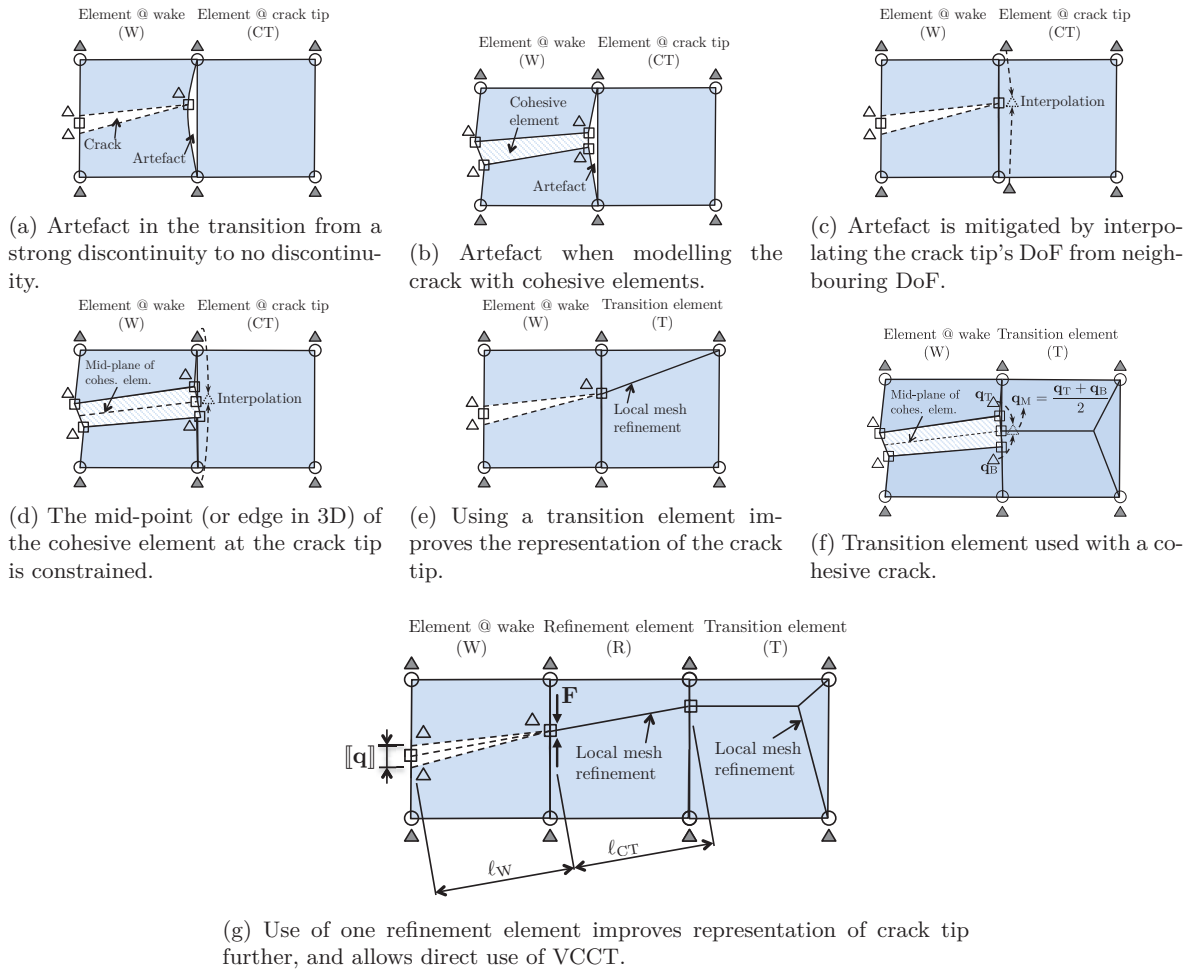 Element @ wake
(W)
Element @ crack tip
(CT)
Crack
Artefact
(a) Artefact in the transition from a
strong discontinuity to no discontinu-
ity.
Element @ wake
(W)
Element @ crack tip
(CT)
Cohesive
element
Artefact
(b) Artefact when modelling the
crack with cohesive elements.
Element @ wake
(W)
Element @ crack tip
(CT)
Interpolation
(c) Artefact is mitigated by interpo-
lating the crack tip's DoF from neigh-
bouring DoF.
Element @ wake
(W)
Element @ crack tip
(CT)
Mid-plane of
cohes. elem.
Interpolation
(d) The mid-point (or edge in 3D) of
the cohesive element at the crack tip
is constrained.
Element @ wake
(W)
Transition element
(T)
Local mesh
refinement
(e) Using a transition element im-
proves the representation of the crack
tip.
Element @ wake
(W)
Transition element
(T)
Mid-plane of
cohes. elem.
q_T
q_M = (q_T + q_B)/2
q_B
(f) Transition element used with a co-
hesive crack.
Element @ wake
(W)
Refinement element
(R)
Transition element
(T)
F
⟦q⟧
Local mesh
refinement
Local mesh
refinement
ℓ_W
ℓ_CT
(g) Use of one refinement element improves representation of crack tip
further, and allows direct use of VCCT.